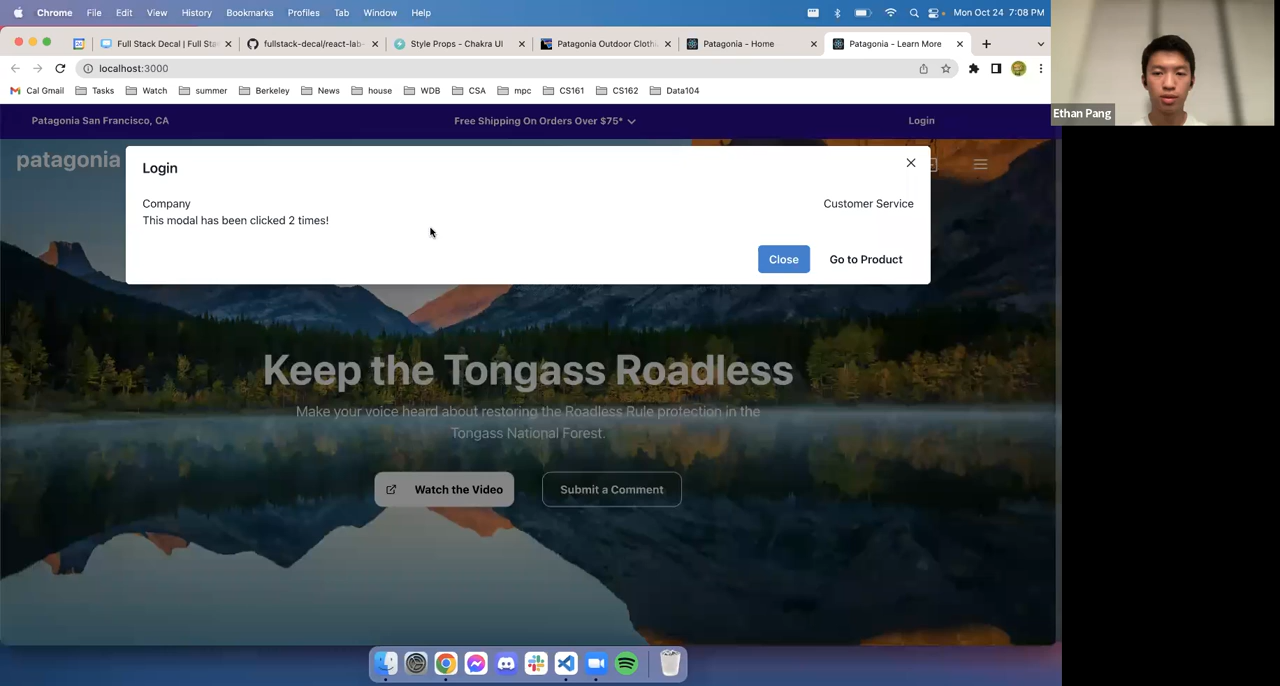 Chrome File Edit View History Bookmarks Profiles Tab Window Help Mon Oct 24 7:08 PM
Full Stack Decal | Full Sta fullstack-decal/react-lab- Style Props - Chakra UI Patagonia Outdoor Clothi Patagonia - Home Patagonia - Learn More
localhost:3000
Cal Gmail Tasks Watch summer Berkeley News house WDB CSA mpc CS161 CS162 Data104
Ethan Pang
Patagonia San Francisco, CA Free Shipping On Orders Over $75* Login
patagonia
Login
Company Customer Service
This modal has been clicked 2 times!
Close Go to Product
Keep the Tongass Roadless
Make your voice heard about restoring the Roadless Rule protection in the
Tongass National Forest.
Watch the Video Submit a Comment